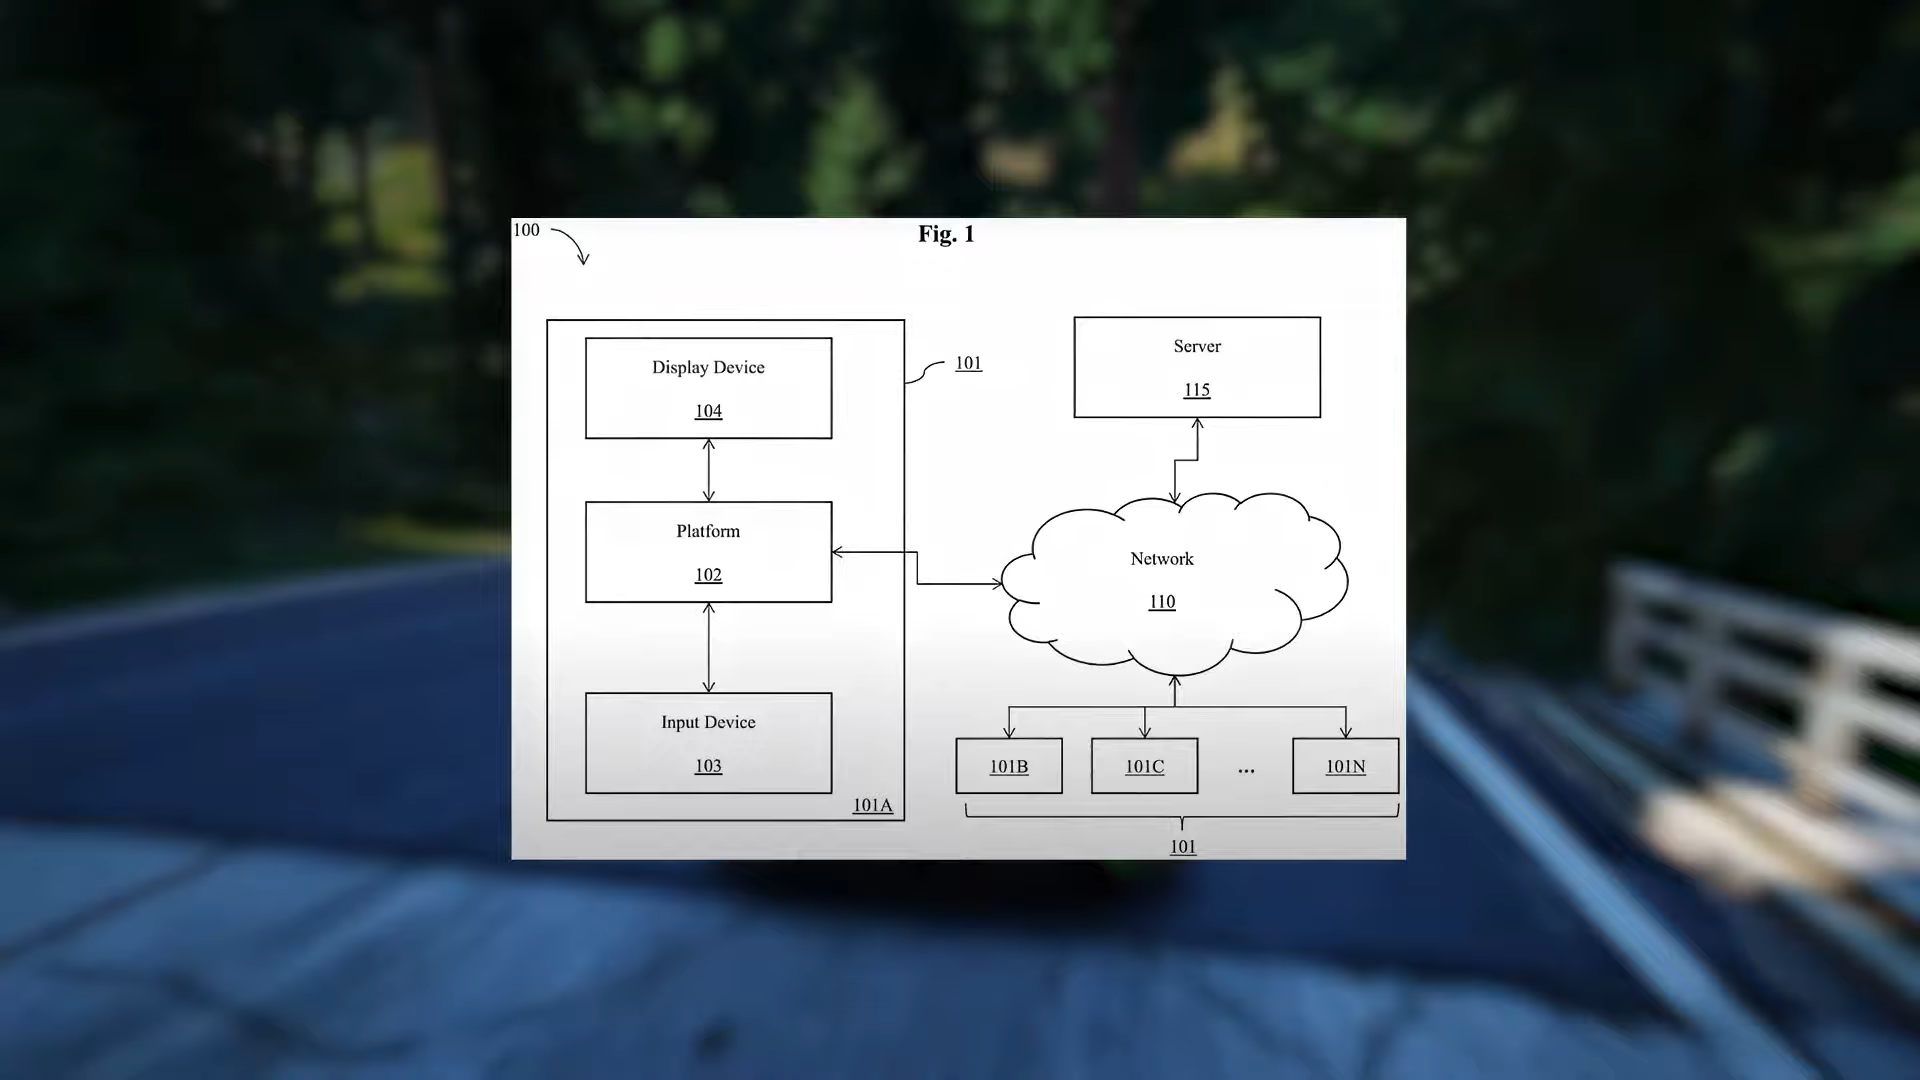 100
Fig. 1
Display Device
104
101
Server
115
Platform
102
Network
110
Input Device
103
101A
101B
101C
...
101N
101